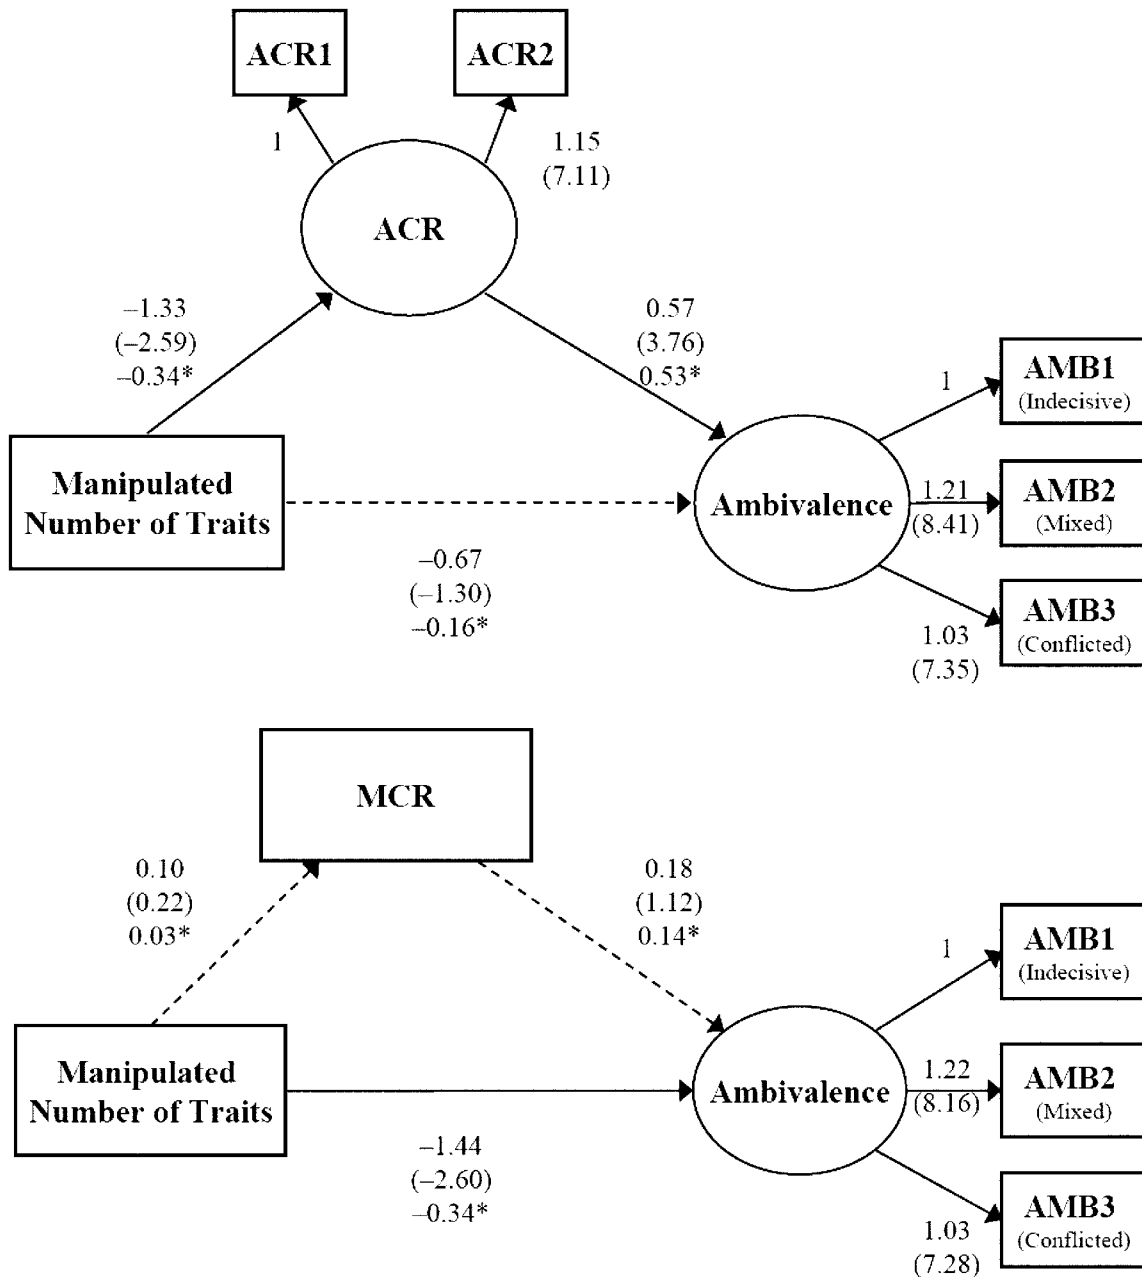 ACR1
ACR2
1
1.15
(7.11)
ACR
–1.33
(–2.59)
–0.34*
0.57
(3.76)
0.53*
Manipulated
Number of Traits
–0.67
(–1.30)
–0.16*
Ambivalence
1
AMB1
(Indecisive)
1.21
(8.41)
AMB2
(Mixed)
1.03
(7.35)
AMB3
(Conflicted)
MCR
0.10
(0.22)
0.03*
0.18
(1.12)
0.14*
Manipulated
Number of Traits
–1.44
(–2.60)
–0.34*
Ambivalence
1
AMB1
(Indecisive)
1.22
(8.16)
AMB2
(Mixed)
1.03
(7.28)
AMB3
(Conflicted)